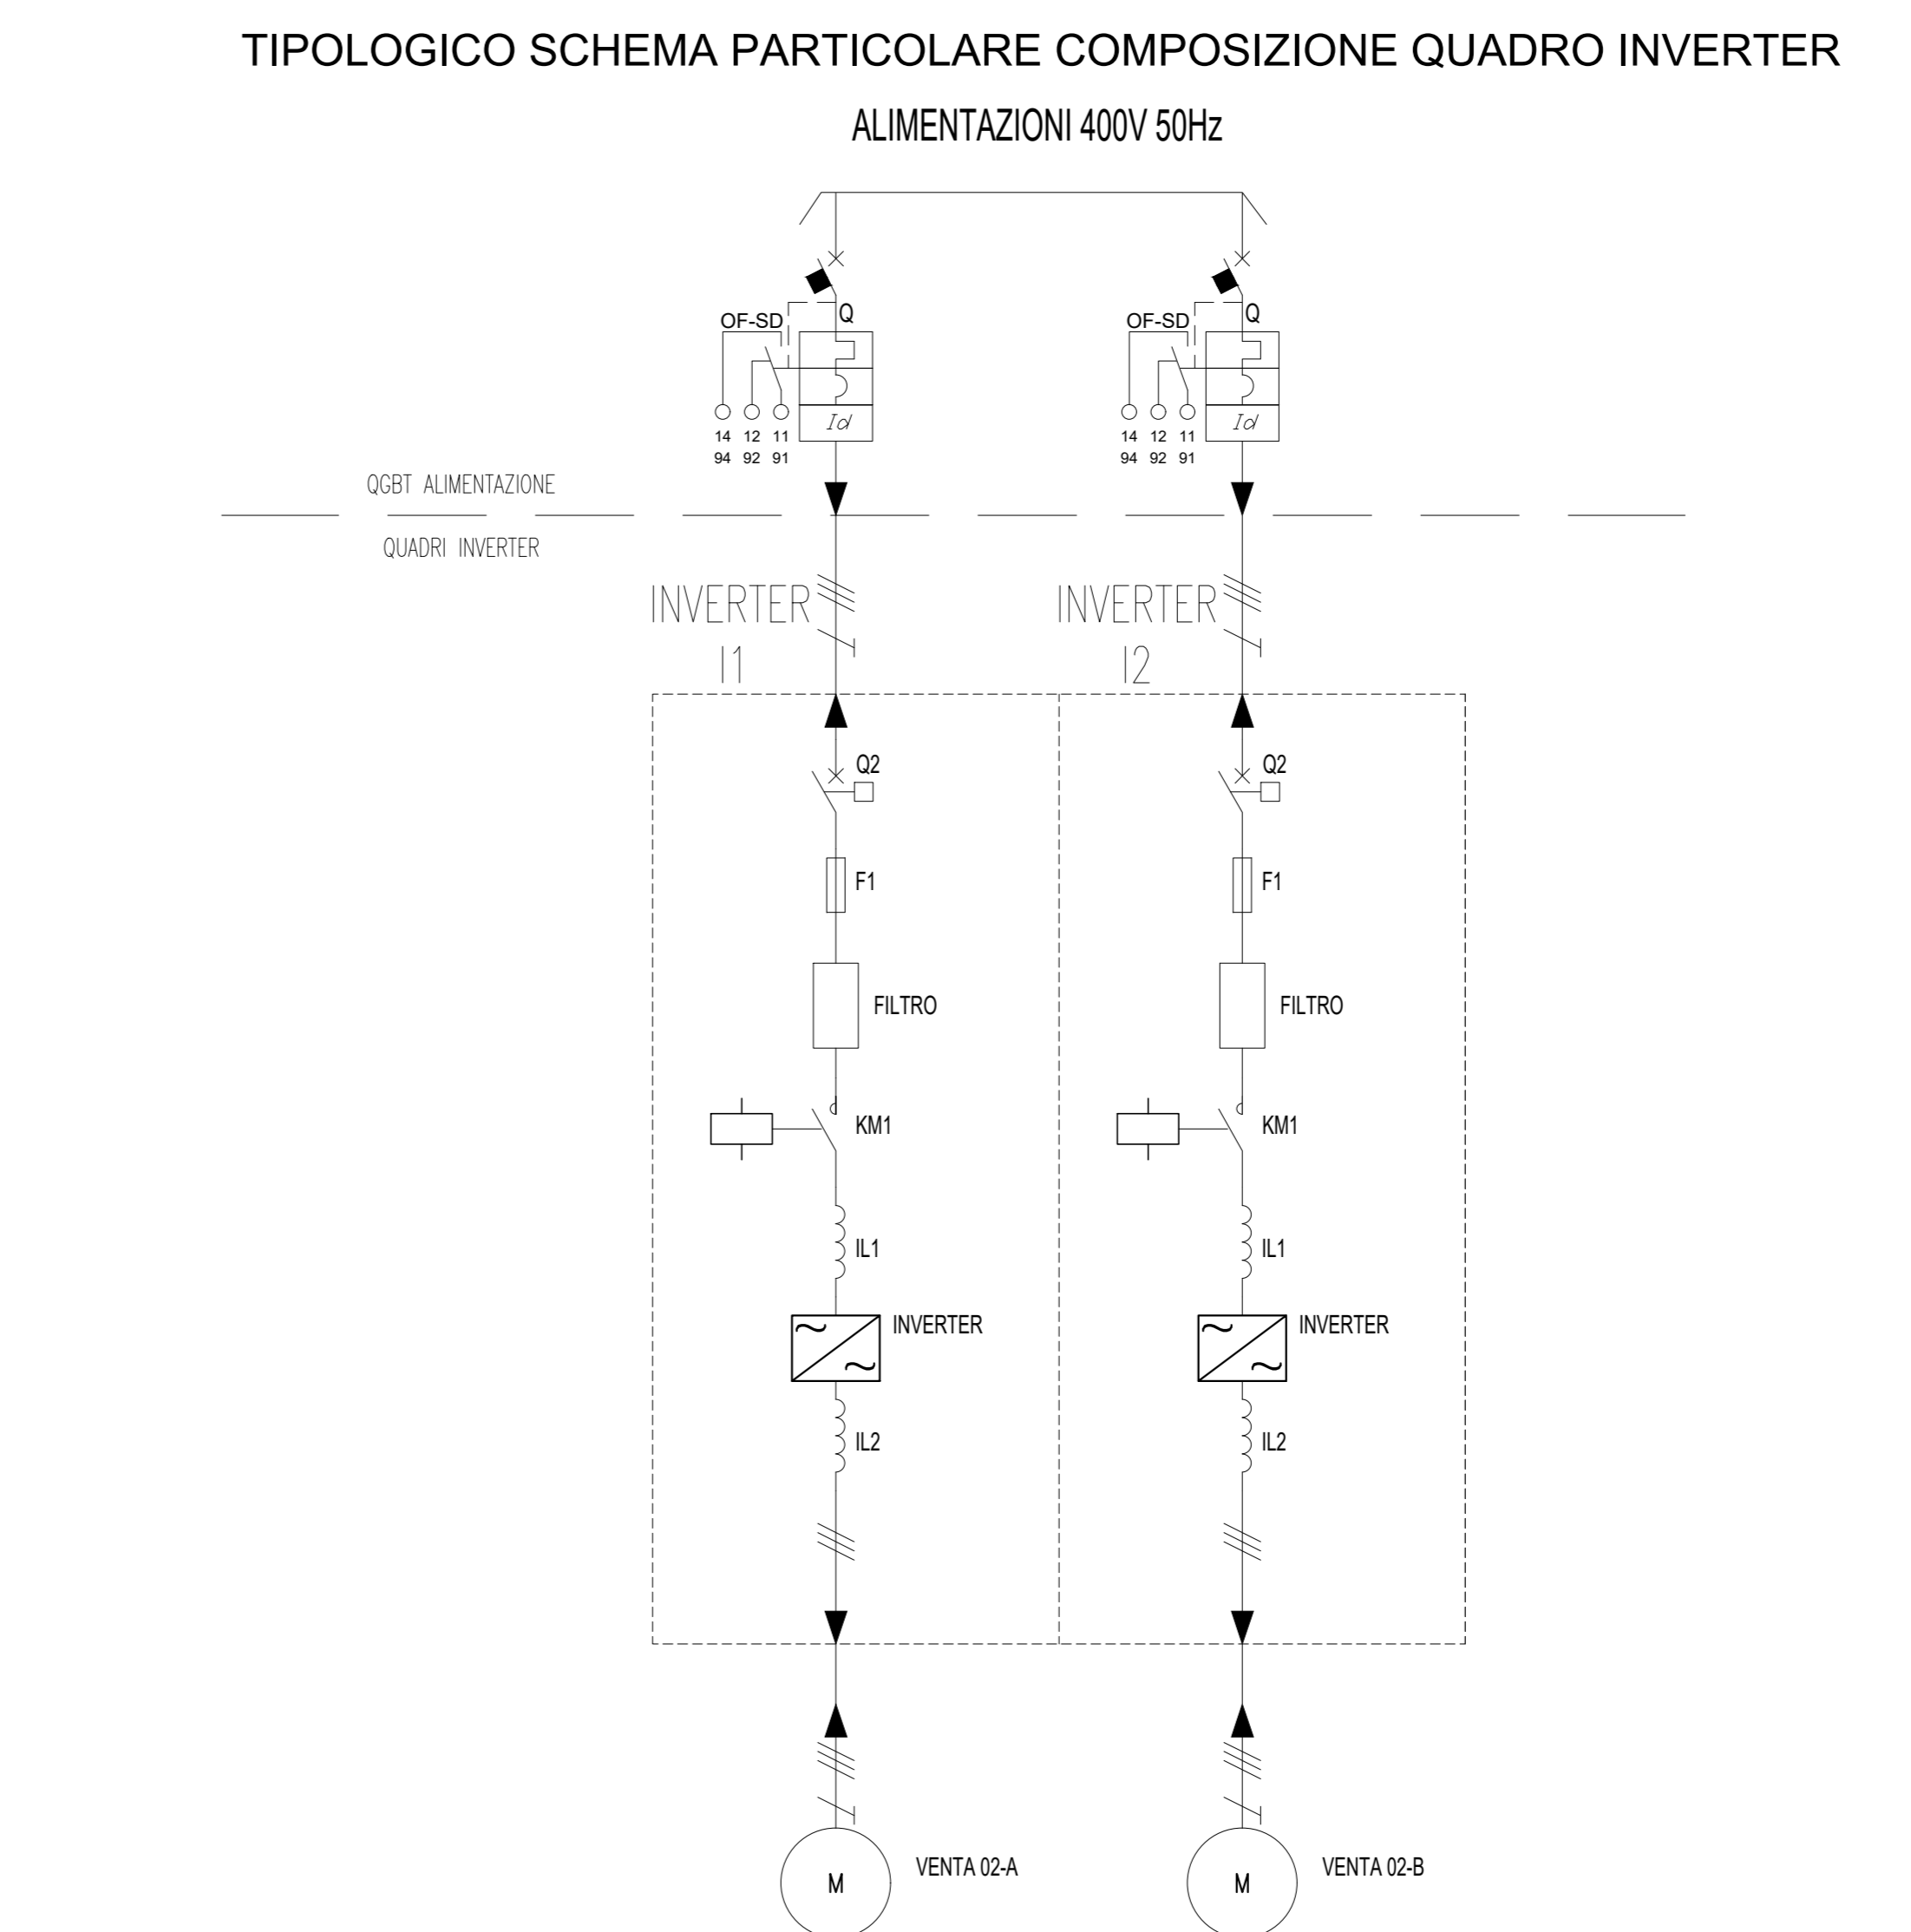 TIPOLOGICO SCHEMA PARTICOLARE COMPOSIZIONE QUADRO INVERTER
ALIMENTAZIONI 400V 50Hz
Q Q
OF-SD OF-SD
Id Id
14 12 11 14 12 11
94 92 91 94 92 91
QGBT ALIMENTAZIONE
QUADRI INVERTER
INVERTER INVERTER
I1 I2
Q2 Q2
F1 F1
FILTRO FILTRO
KM1 KM1
IL1 IL1
INVERTER INVERTER
IL2 IL2
M VENTA 02-A M VENTA 02-B